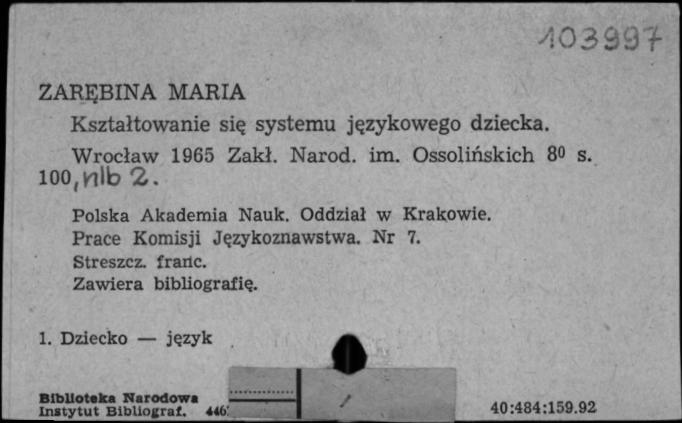 103997
ZARĘBINA MARIA
Kształtowanie się systemu językowego dziecka.
Wrocław 1965 Zakł. Narod. im. Ossolińskich 8⁰ s.
100, nlb 2.
Polska Akademia Nauk. Oddział w Krakowie.
Prace Komisji Językoznawstwa. Nr 7.
Streszcz. franc.
Zawiera bibliografię.
1. Dziecko — język
Biblioteka Narodowa
Instytut Bibliograf.
40:484:159.92